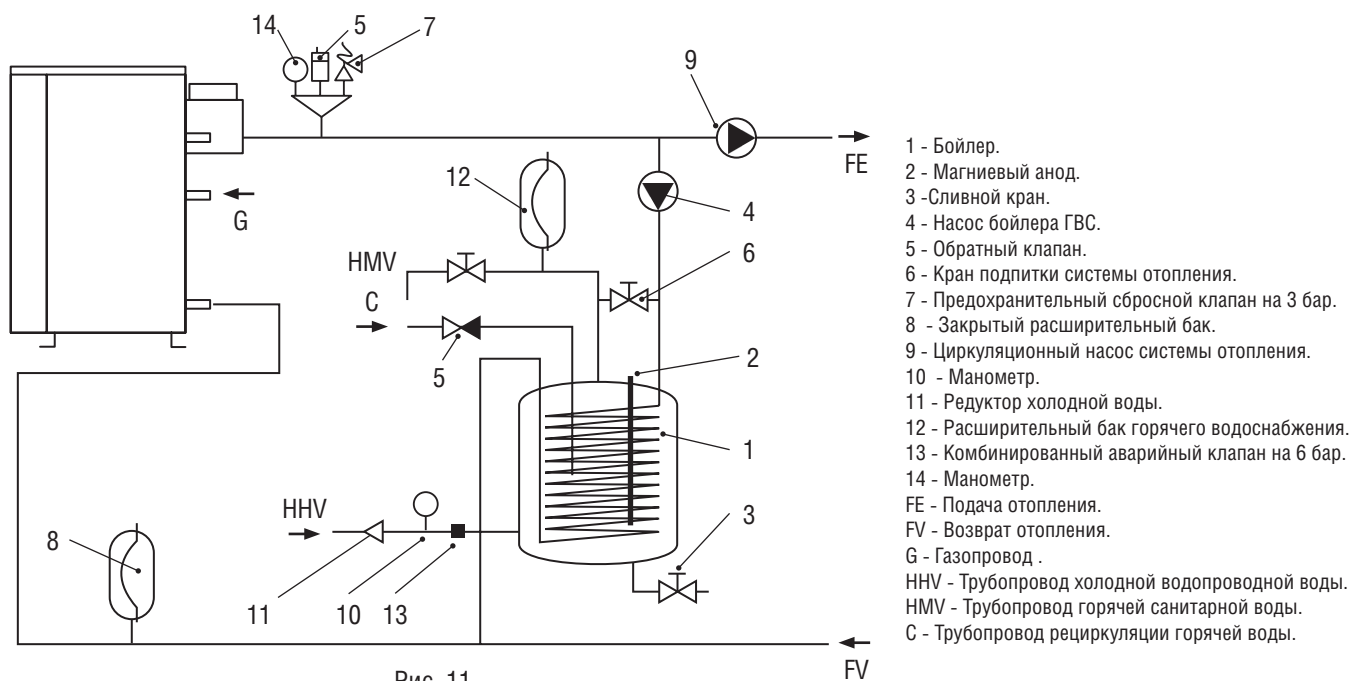 14
5
7
9
FE
12
G
4
HMV
6
C
5
2
1
HHV
3
8
11
10
13
FV
Рис. 11
1 - Бойлер.
2 - Магниевый анод.
3 -Сливной кран.
4 - Насос бойлера ГВС.
5 - Обратный клапан.
6 - Кран подпитки системы отопления.
7 - Предохранительный сбросной клапан на 3 бар.
8 - Закрытый расширительный бак.
9 - Циркуляционный насос системы отопления.
10 - Манометр.
11 - Редуктор холодной воды.
12 - Расширительный бак горячего водоснабжения.
13 - Комбинированный аварийный клапан на 6 бар.
14 - Манометр.
FE - Подача отопления.
FV - Возврат отопления.
G - Газопровод .
HHV - Трубопровод холодной водопроводной воды.
HMV - Трубопровод горячей санитарной воды.
C - Трубопровод рециркуляции горячей воды.